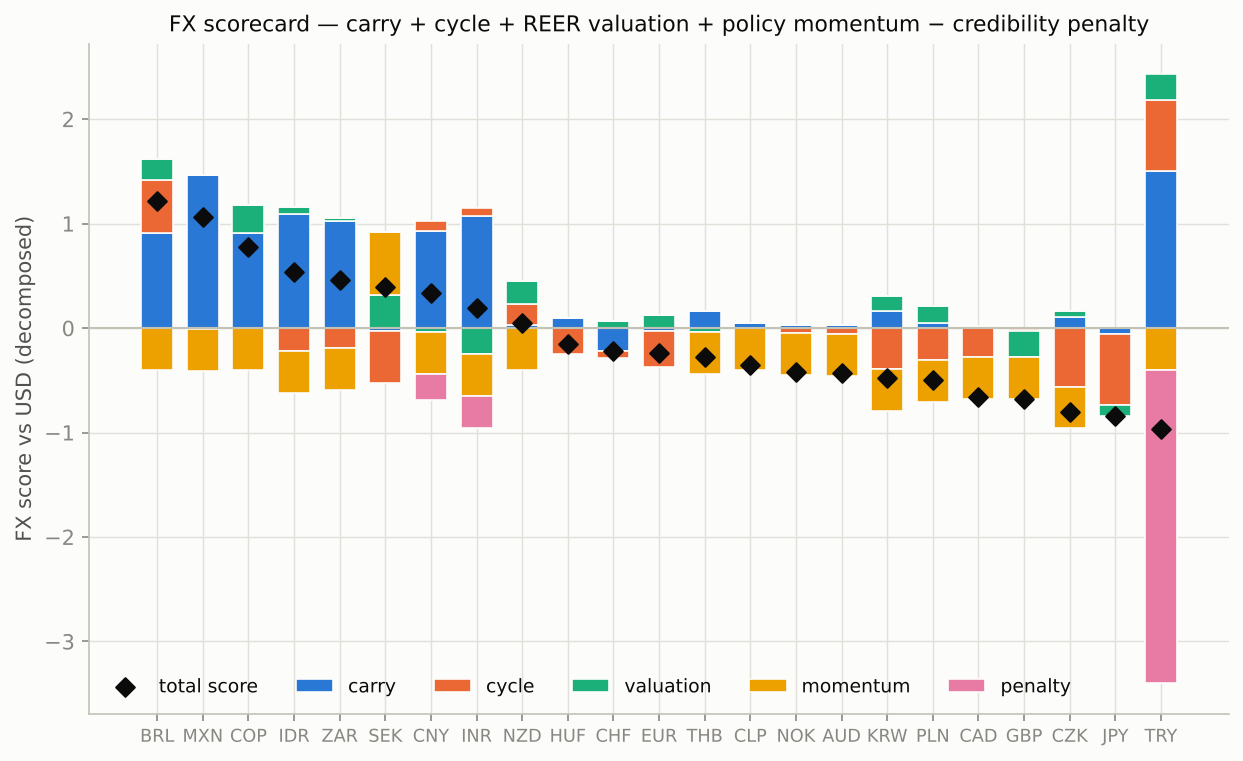 FX scorecard — carry + cycle + REER valuation + policy momentum − credibility penalty
FX score vs USD (decomposed)
2
1
0
−1
−2
−3
total score carry cycle valuation momentum penalty
BRL MXN COP IDR ZAR SEK CNY INR NZD HUF CHF EUR THB CLP NOK AUD KRW PLN CAD GBP CZK JPY TRY